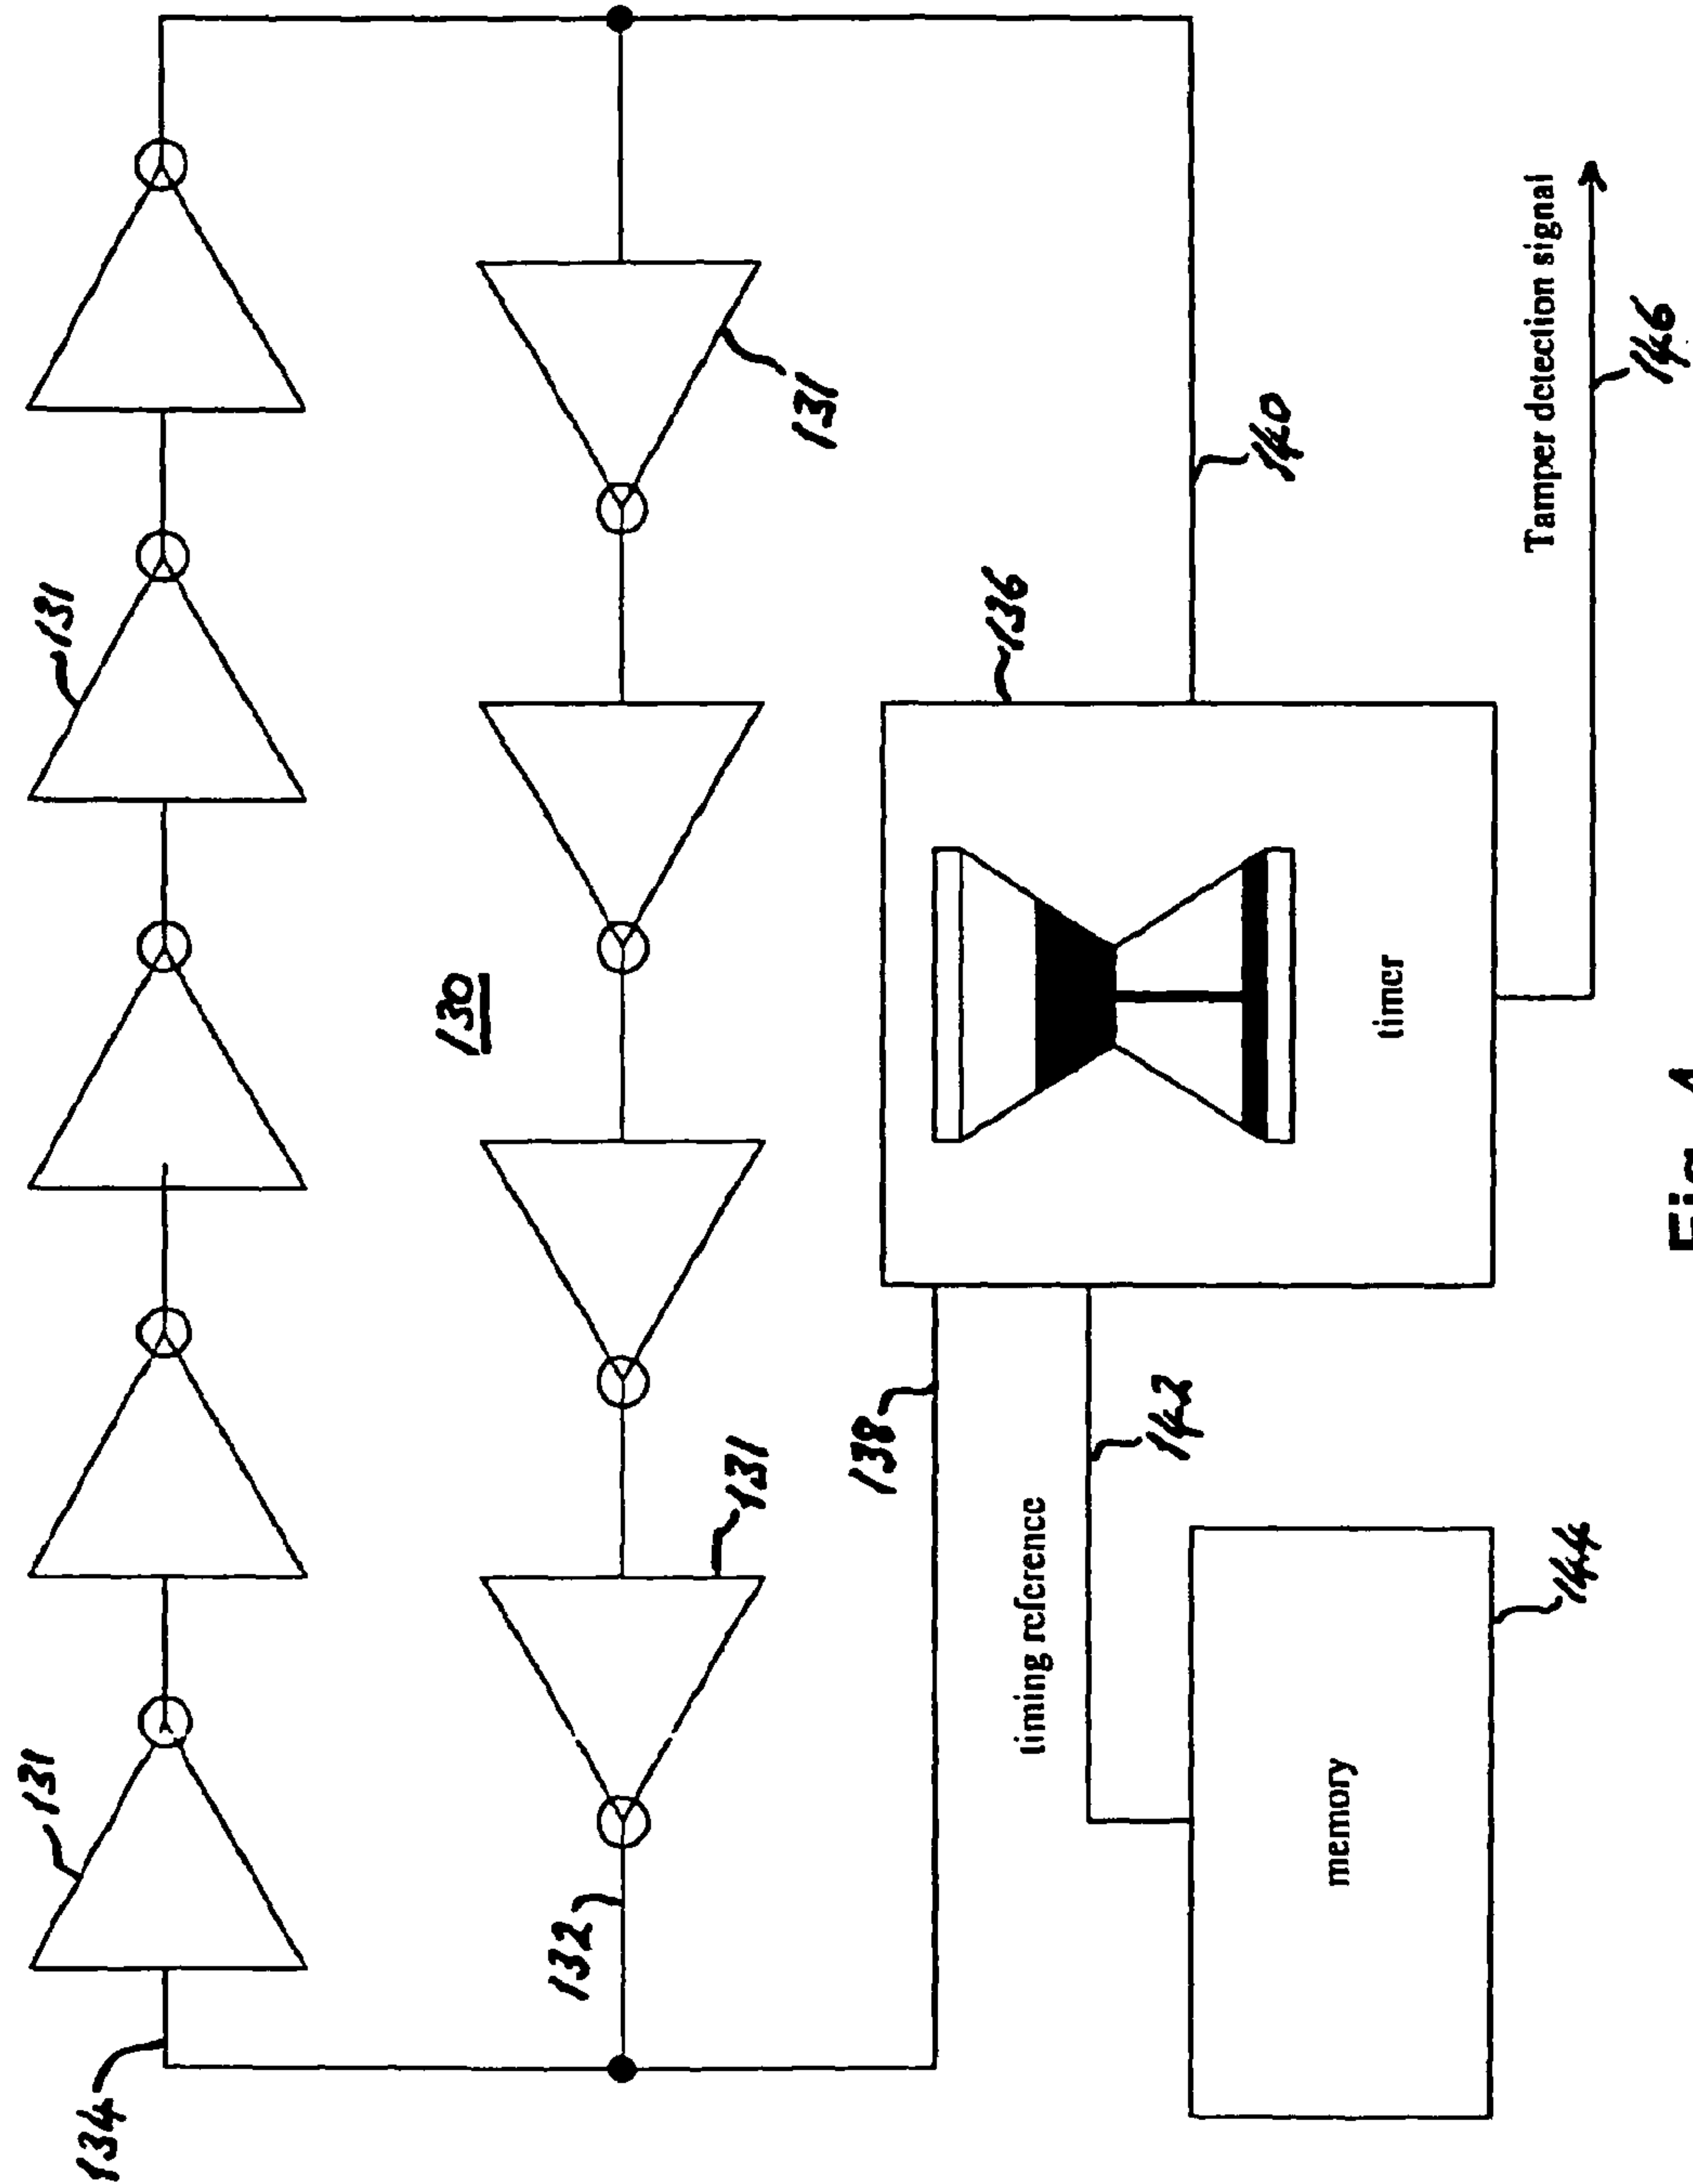 131
131
134
130
131
132
131
136
138
140
timing reference
142
timer
memory
144
Tamper detection signal
146
Fig. 4